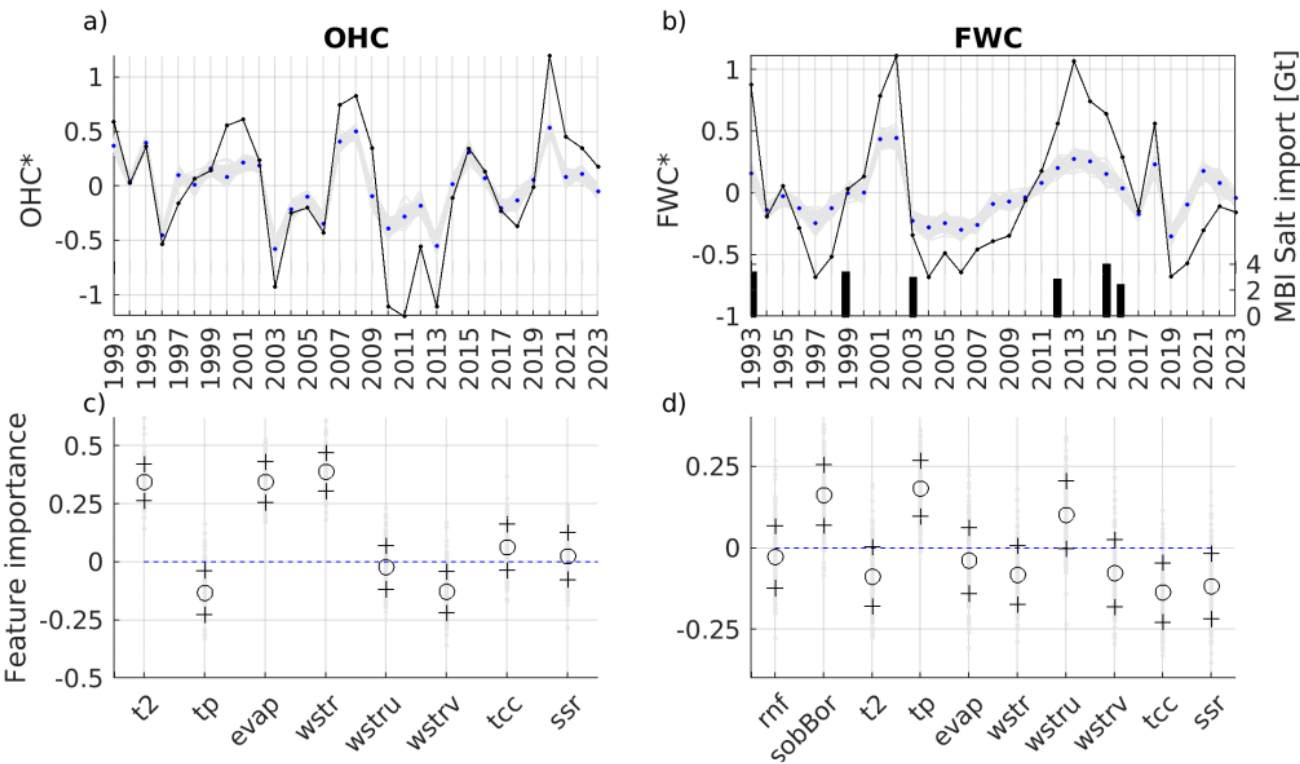 a)
OHC
OHC*
1
0.5
0
-0.5
-1
1993
1995
1997
1999
2001
2003
2005
2007
2009
2011
2013
2015
2017
2019
2021
2023
b)
FWC
FWC*
1
0.5
0
-0.5
-1
MBI Salt import [Gt]
4
2
0
1993
1995
1997
1999
2001
2003
2005
2007
2009
2011
2013
2015
2017
2019
2021
2023
c)
Feature importance
0.5
0.25
0
-0.25
-0.5
t2
tp
evap
wstr
wstru
wstrv
tcc
ssr
d)
0.25
0
-0.25
rnf
sobBor
t2
tp
evap
wstr
wstru
wstrv
tcc
ssr